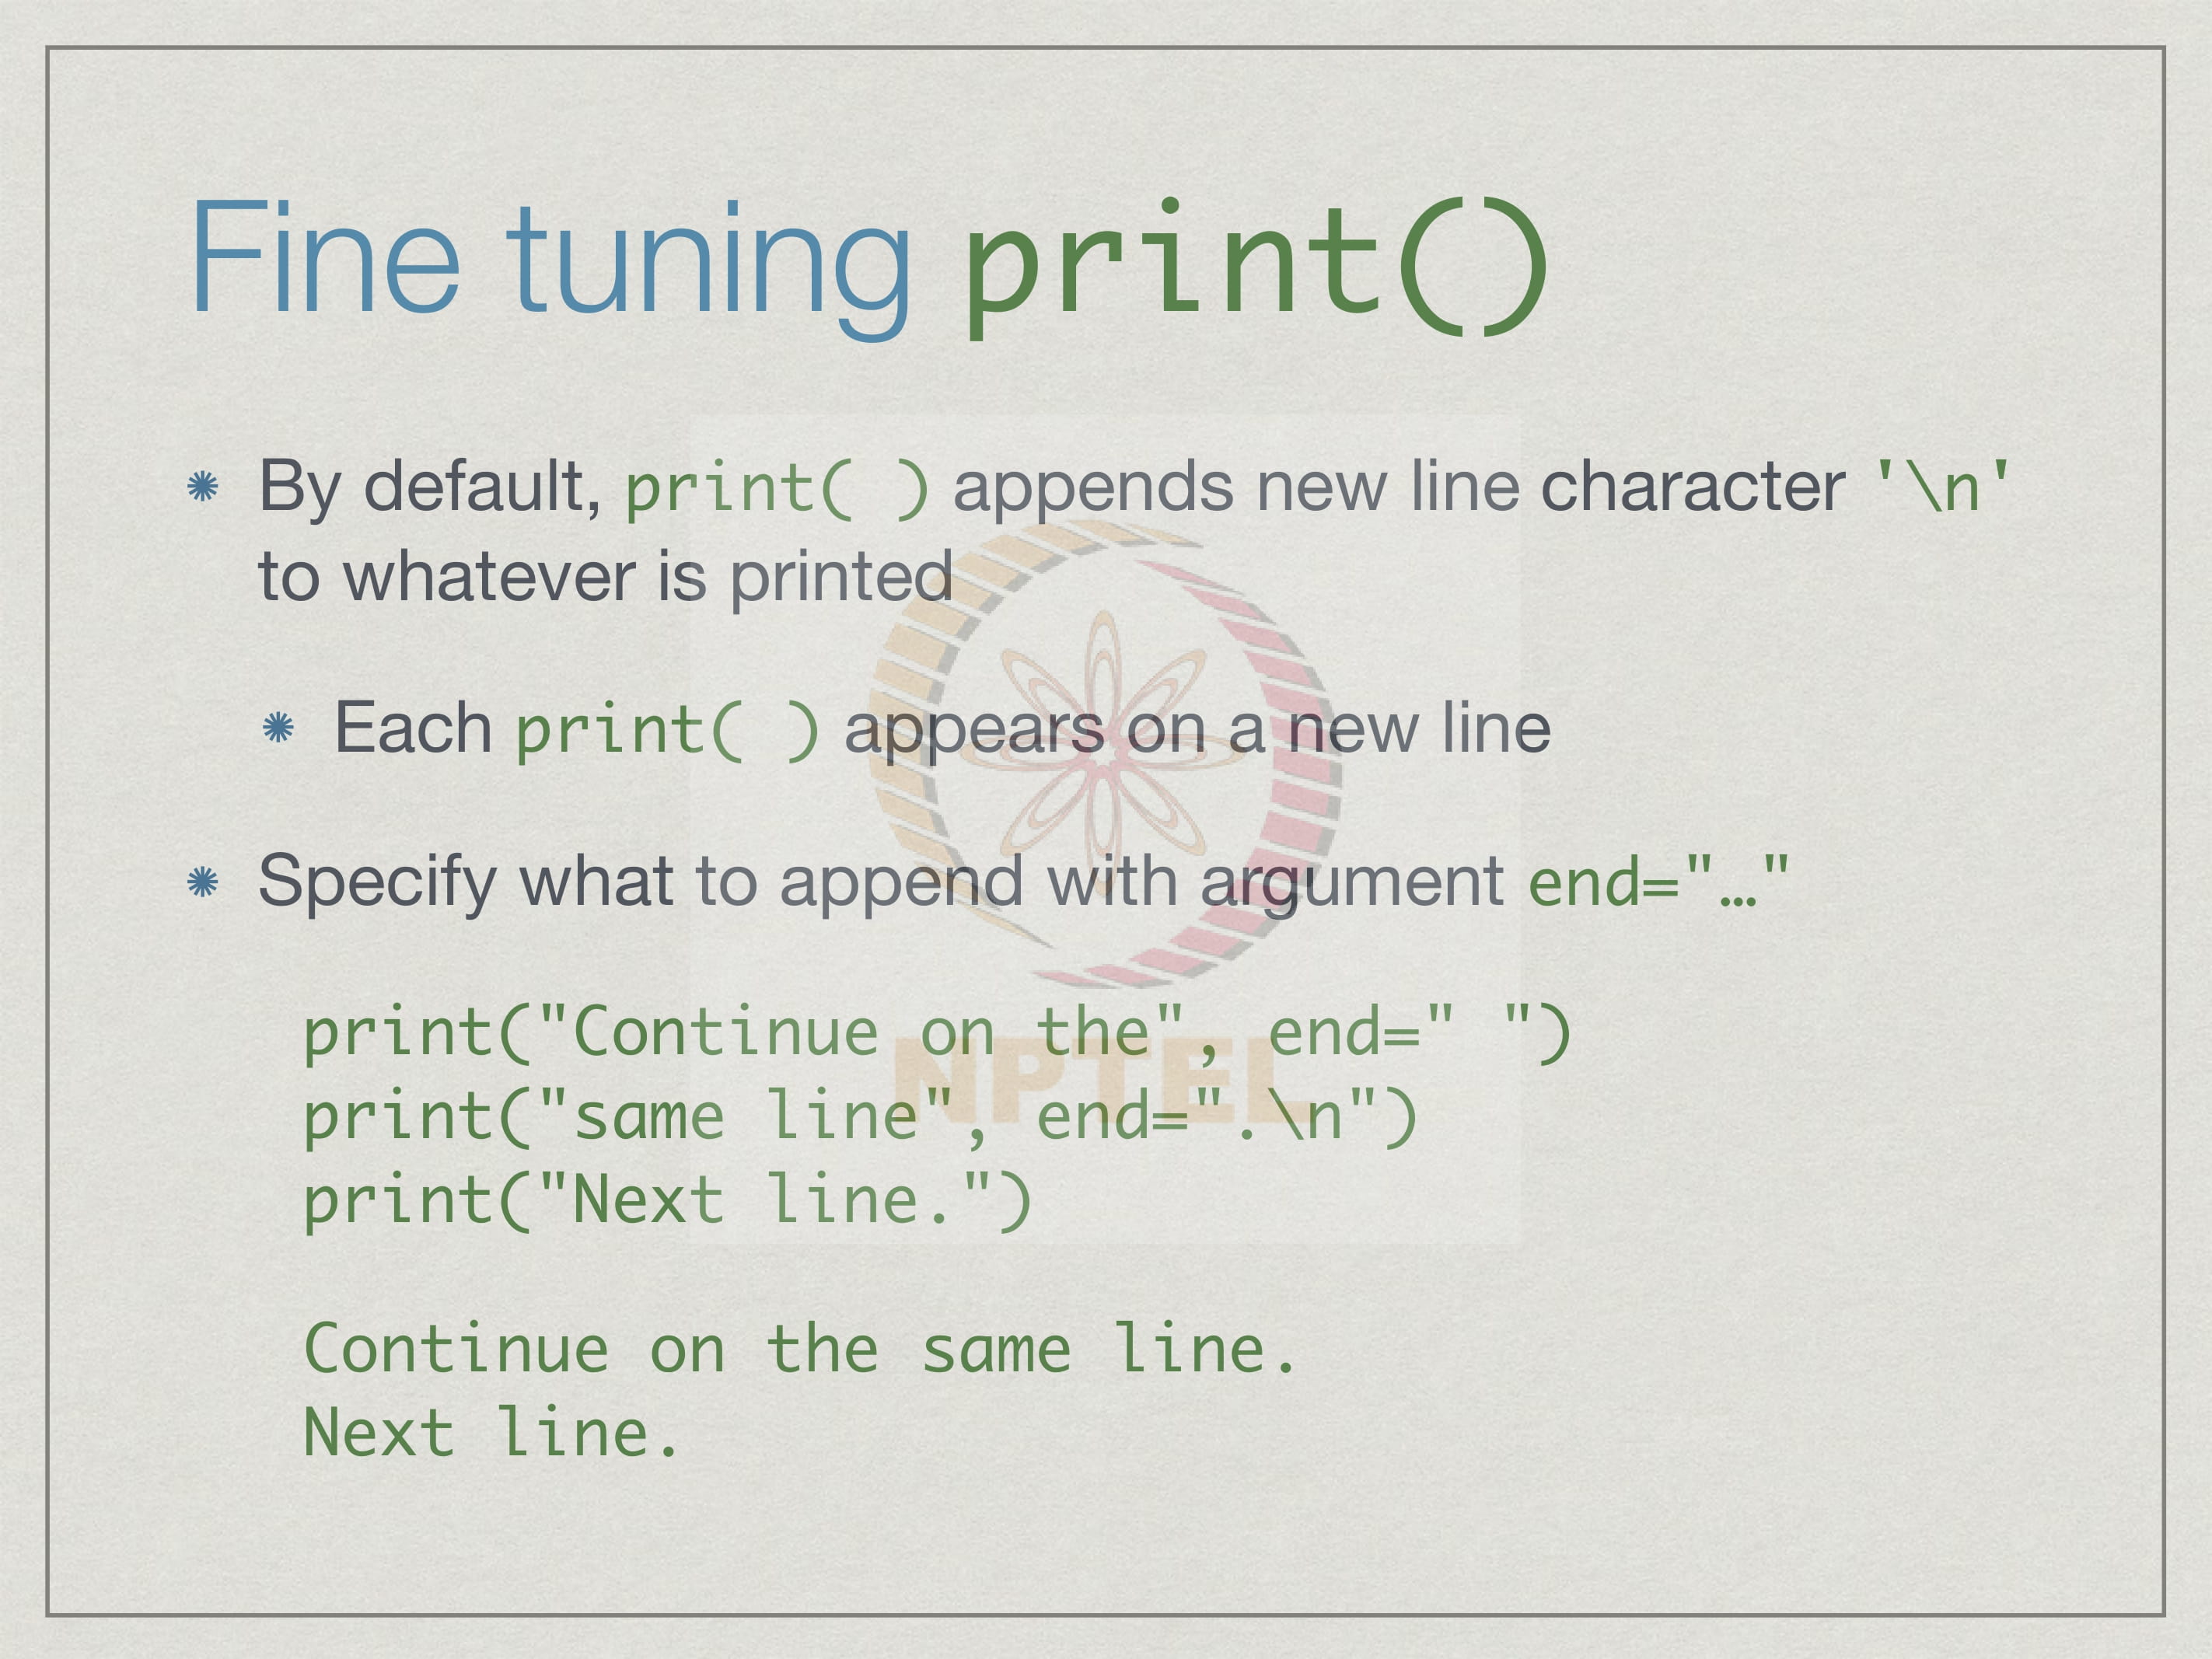 Fine tuning print()
By default, print( ) appends new line character '\n'
to whatever is printed
Each print( ) appears on a new line
Specify what to append with argument end="…"
print("Continue on the", end=" ")
print("same line", end=".\n")
print("Next line.")
Continue on the same line.
Next line.
NPTEL